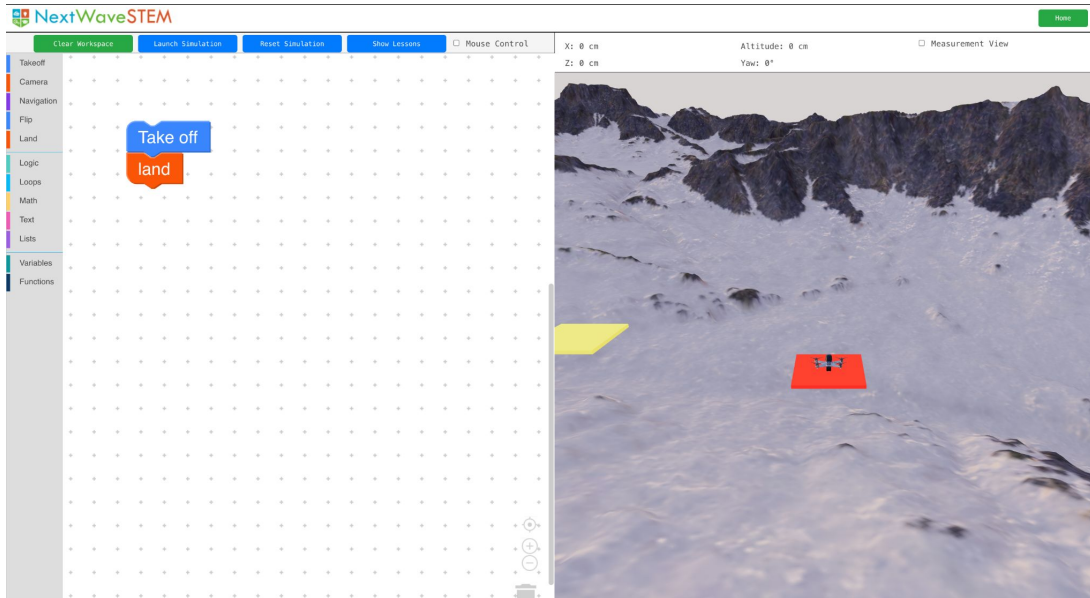 NextWaveSTEM
Home
Clear Workspace
Launch Simulation
Reset Simulation
Show Lessons
Mouse Control
X: 0 cm
Altitude: 0 cm
Measurement View
Z: 0 cm
Yaw: 0°
Takeoff
Camera
Navigation
Flip
Land
Logic
Loops
Math
Text
Lists
Variables
Functions
Take off
land